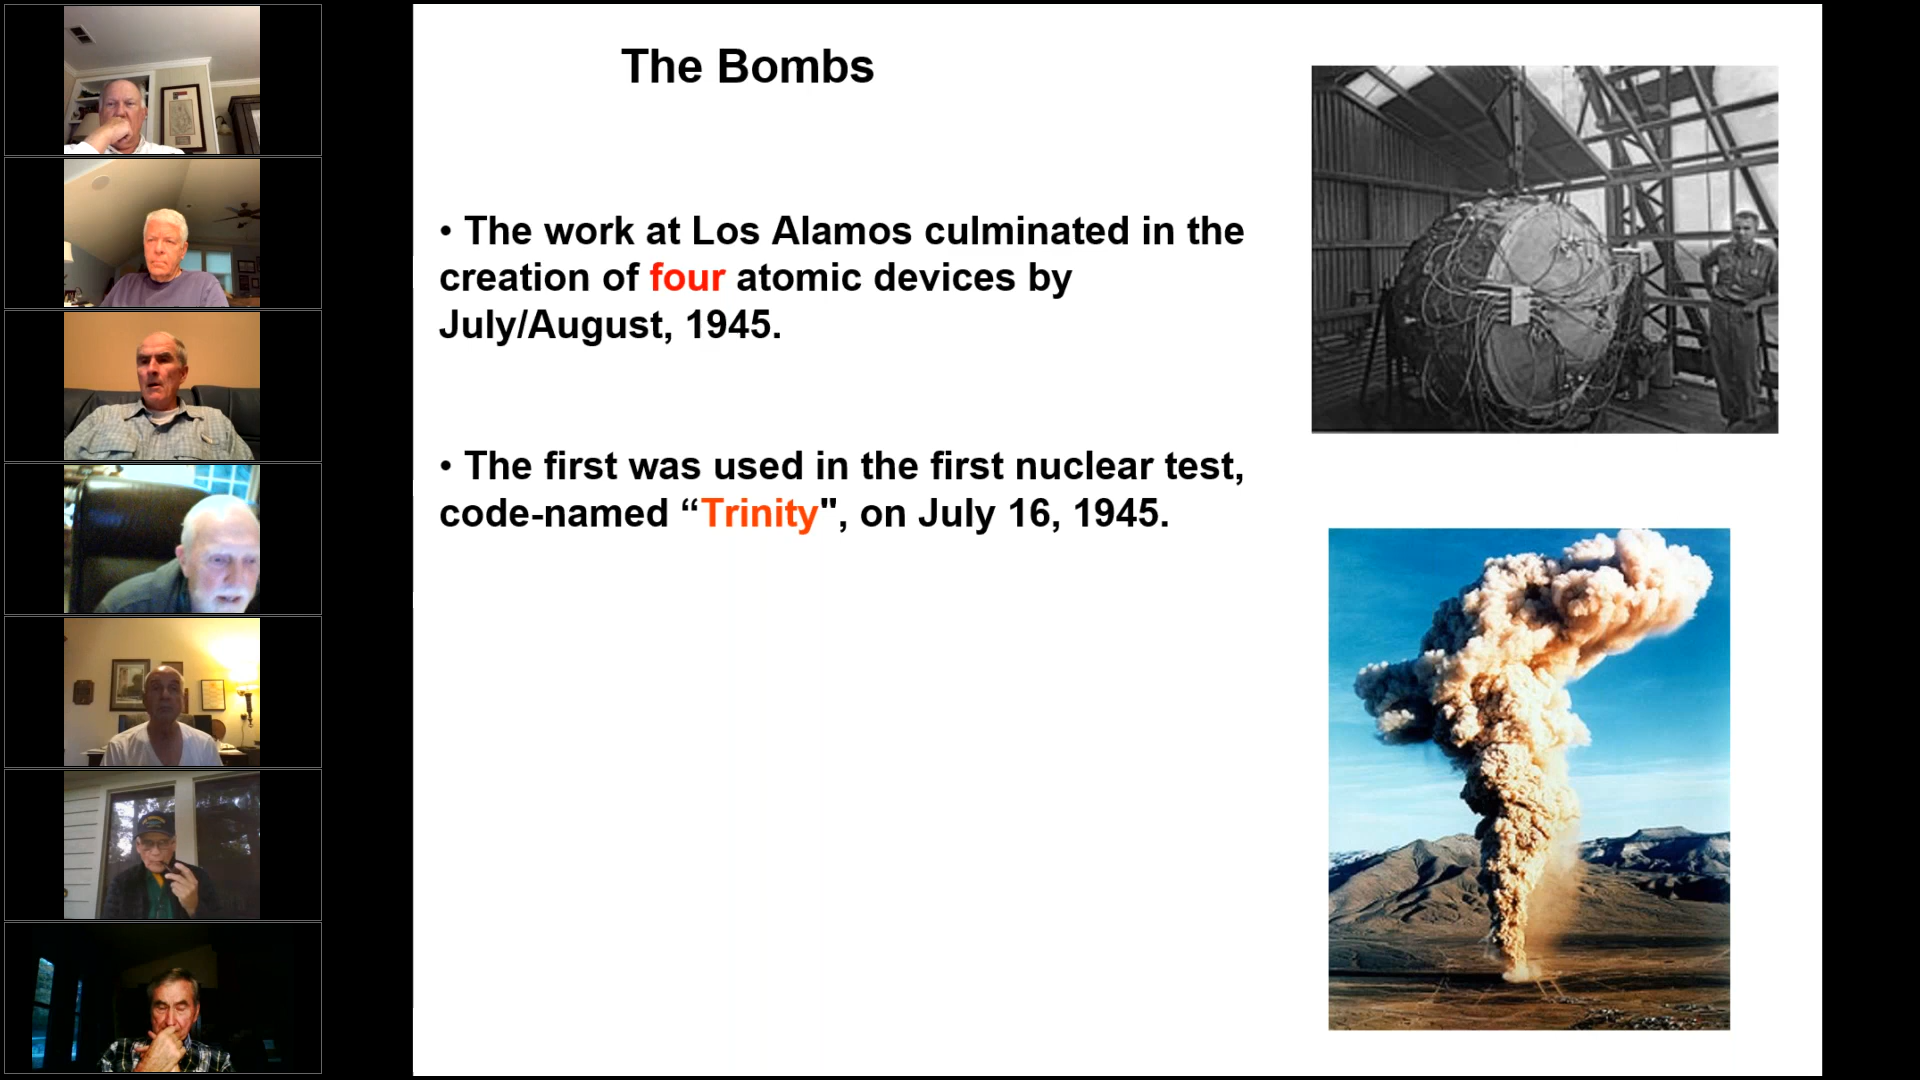 The Bombs
• The work at Los Alamos culminated in the
creation of four atomic devices by
July/August, 1945.
• The first was used in the first nuclear test,
code-named “Trinity", on July 16, 1945.